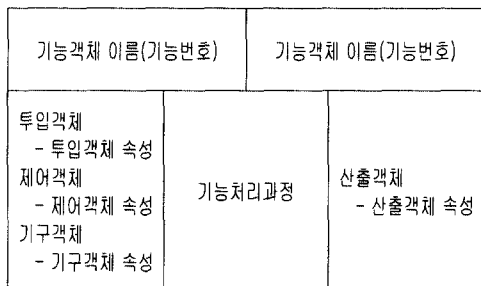 기능객체 이름(기능번호)
기능객체 이름(기능번호)
투입객체
- 투입객체 속성
제어객체
- 제어객체 속성
기구객체
- 기구객체 속성
기능처리과정
산출객체
- 산출객체 속성